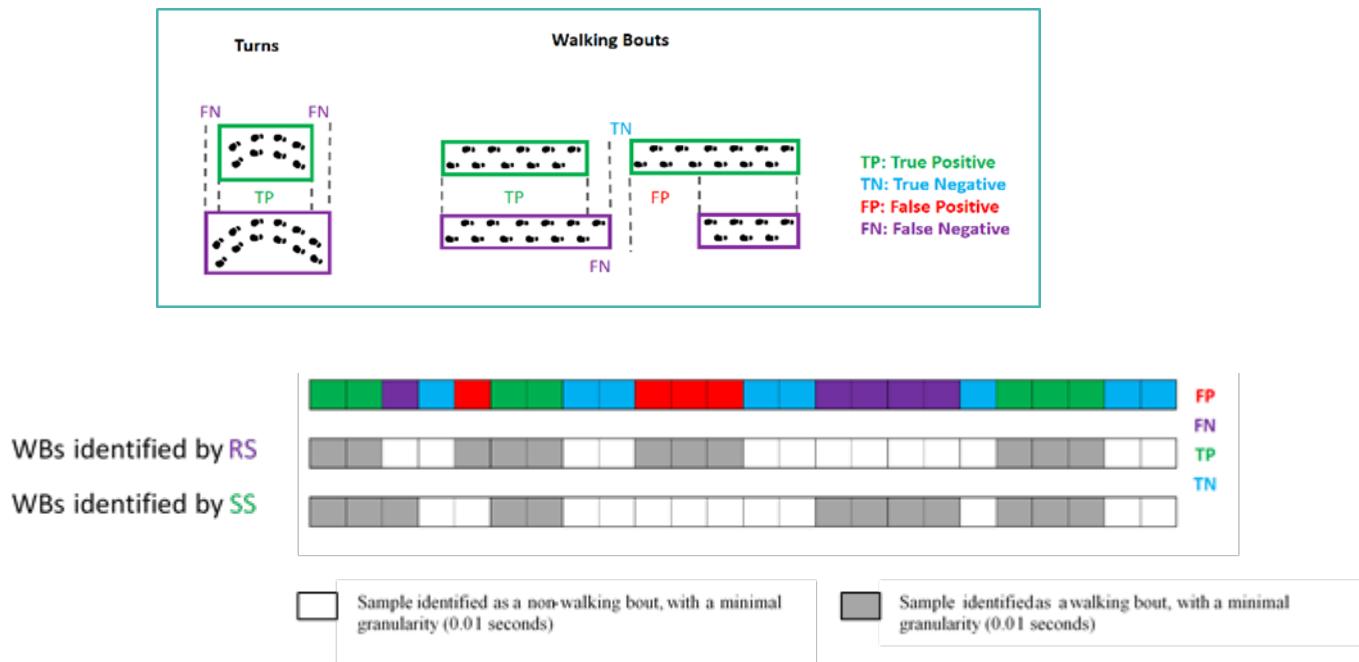 Turns
Walking Bouts
FN
FN
TN
TP
TP
FP
FN
TP: True Positive
TN: True Negative
FP: False Positive
FN: False Negative
FP
FN
WBs identified by RS
TP
TN
WBs identified by SS
Sample identified as a non-walking bout, with a minimal
granularity (0.01 seconds)
Sample identified as a walking bout, with a minimal
granularity (0.01 seconds)